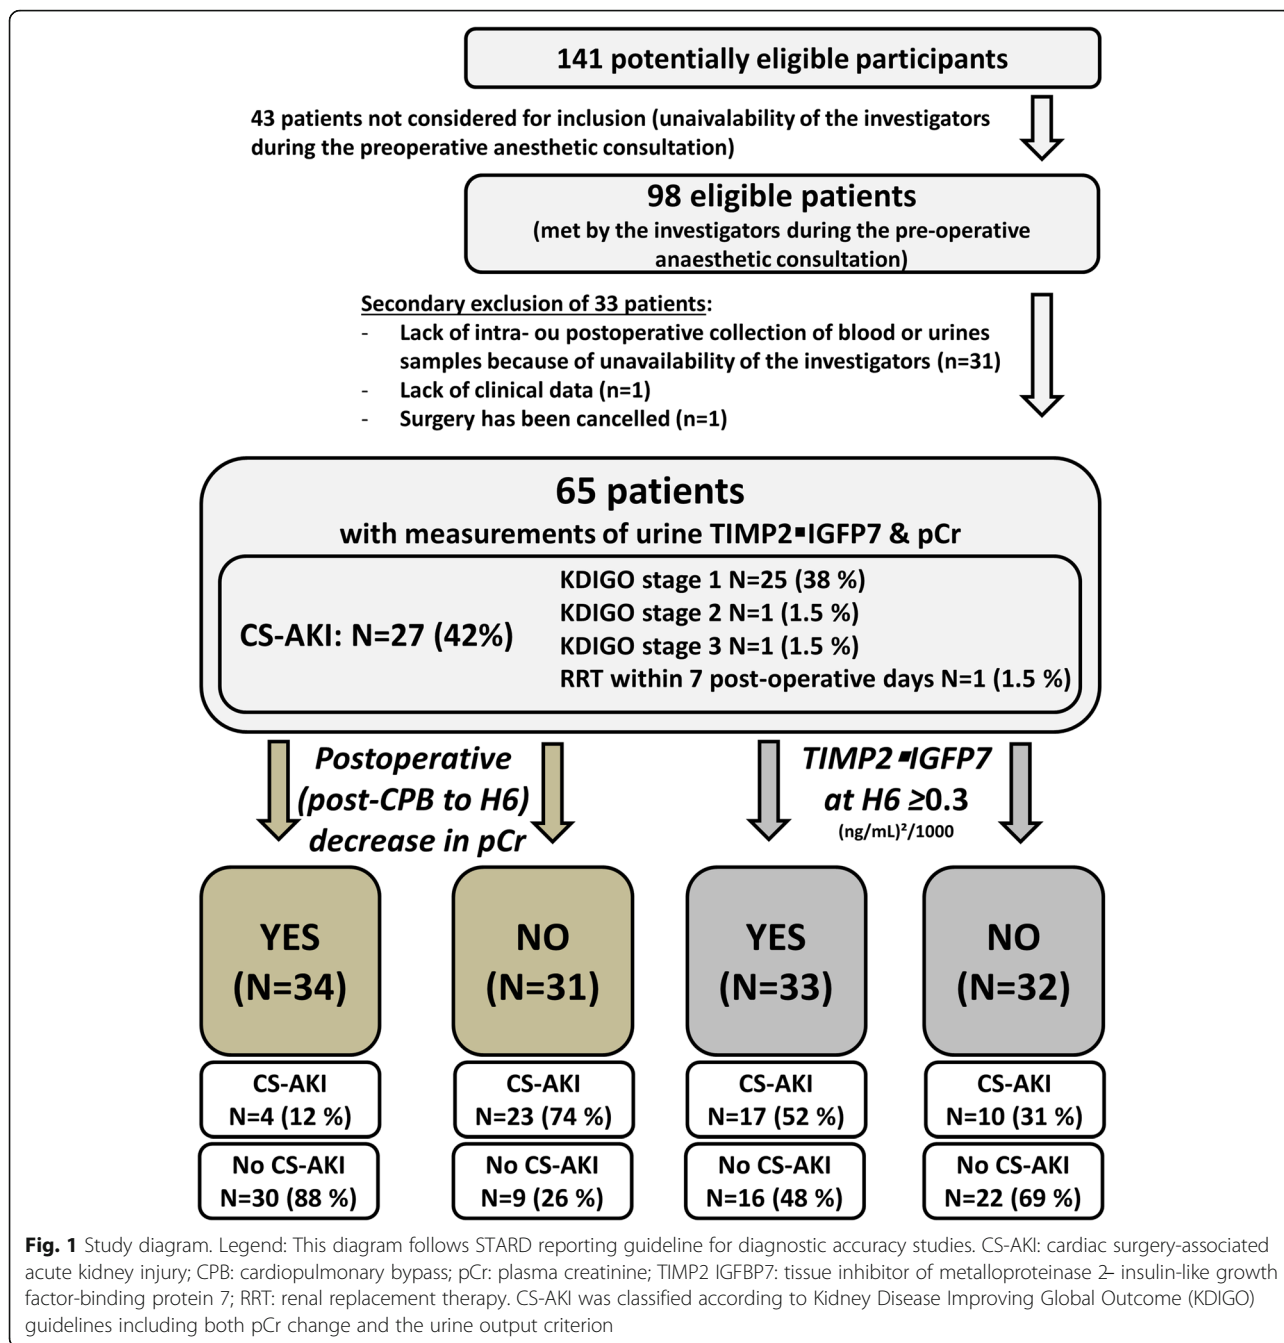 141 potentially eligible participants
43 patients not considered for inclusion (unaivalability of the investigators
during the preoperative anesthetic consultation)
98 eligible patients
(met by the investigators during the pre-operative
anaesthetic consultation)
Secondary exclusion of 33 patients:
- Lack of intra- ou postoperative collection of blood or urines
samples because of unavailability of the investigators (n=31)
- Lack of clinical data (n=1)
- Surgery has been cancelled (n=1)
65 patients
with measurements of urine TIMP2▪IGFP7 & pCr
CS-AKI: N=27 (42%)
KDIGO stage 1 N=25 (38 %)
KDIGO stage 2 N=1 (1.5 %)
KDIGO stage 3 N=1 (1.5 %)
RRT within 7 post-operative days N=1 (1.5 %)
Postoperative
(post-CPB to H6)
decrease in pCr
TIMP2▪IGFP7
at H6 ≥0.3
(ng/mL)²/1000
YES
(N=34)
NO
(N=31)
YES
(N=33)
NO
(N=32)
CS-AKI
N=4 (12 %)
CS-AKI
N=23 (74 %)
CS-AKI
N=17 (52 %)
CS-AKI
N=10 (31 %)
No CS-AKI
N=30 (88 %)
No CS-AKI
N=9 (26 %)
No CS-AKI
N=16 (48 %)
No CS-AKI
N=22 (69 %)
Fig. 1 Study diagram. Legend: This diagram follows STARD reporting guideline for diagnostic accuracy studies. CS-AKI: cardiac surgery-associated
acute kidney injury; CPB: cardiopulmonary bypass; pCr: plasma creatinine; TIMP2 IGFBP7: tissue inhibitor of metalloproteinase 2– insulin-like growth
factor-binding protein 7; RRT: renal replacement therapy. CS-AKI was classified according to Kidney Disease Improving Global Outcome (KDIGO)
guidelines including both pCr change and the urine output criterion